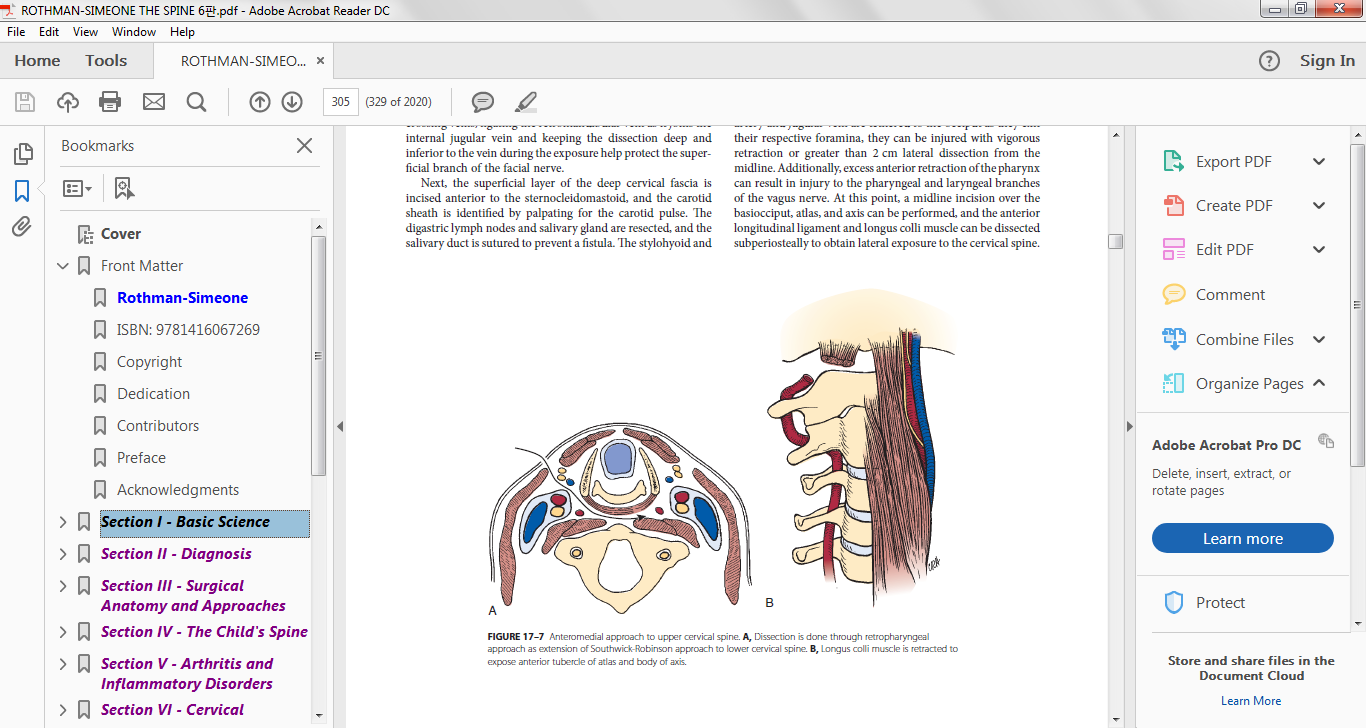 ROTHMAN-SIMEONE THE SPINE 6판.pdf - Adobe Acrobat Reader DC
File Edit View Window Help
Home Tools ROTHMAN-SIMEO... × ? Sign In
305 (329 of 2020)
Bookmarks
Cover
Front Matter
Rothman-Simeone
ISBN: 9781416067269
Copyright
Dedication
Contributors
Preface
Acknowledgments
Section I - Basic Science
Section II - Diagnosis
Section III - Surgical
Anatomy and Approaches
Section IV - The Child's Spine
Section V - Arthritis and
Inflammatory Disorders
Section VI - Cervical
internal jugular vein and keeping the dissection deep and
inferior to the vein during the exposure help protect the super-
ficial branch of the facial nerve.
Next, the superficial layer of the deep cervical fascia is
incised anterior to the sternocleidomastoid, and the carotid
sheath is identified by palpating for the carotid pulse. The
digastric lymph nodes and salivary gland are resected, and the
salivary duct is sutured to prevent a fistula. The stylohyoid and
their respective foramina, they can be injured with vigorous
retraction or greater than 2 cm lateral dissection from the
midline. Additionally, excess anterior retraction of the pharynx
can result in injury to the pharyngeal and laryngeal branches
of the vagus nerve. At this point, a midline incision over the
basiocciput, atlas, and axis can be performed, and the anterior
longitudinal ligament and longus colli muscle can be dissected
subperiosteally to obtain lateral exposure to the cervical spine.
A
B
FIGURE 17–7 Anteromedial approach to upper cervical spine. A, Dissection is done through retropharyngeal
approach as extension of Southwick-Robinson approach to lower cervical spine. B, Longus colli muscle is retracted to
expose anterior tubercle of atlas and body of axis.
Export PDF
Create PDF
Edit PDF
Comment
Combine Files
Organize Pages
Adobe Acrobat Pro DC
Delete, insert, extract, or
rotate pages
Learn more
Protect
Store and share files in the
Document Cloud
Learn More